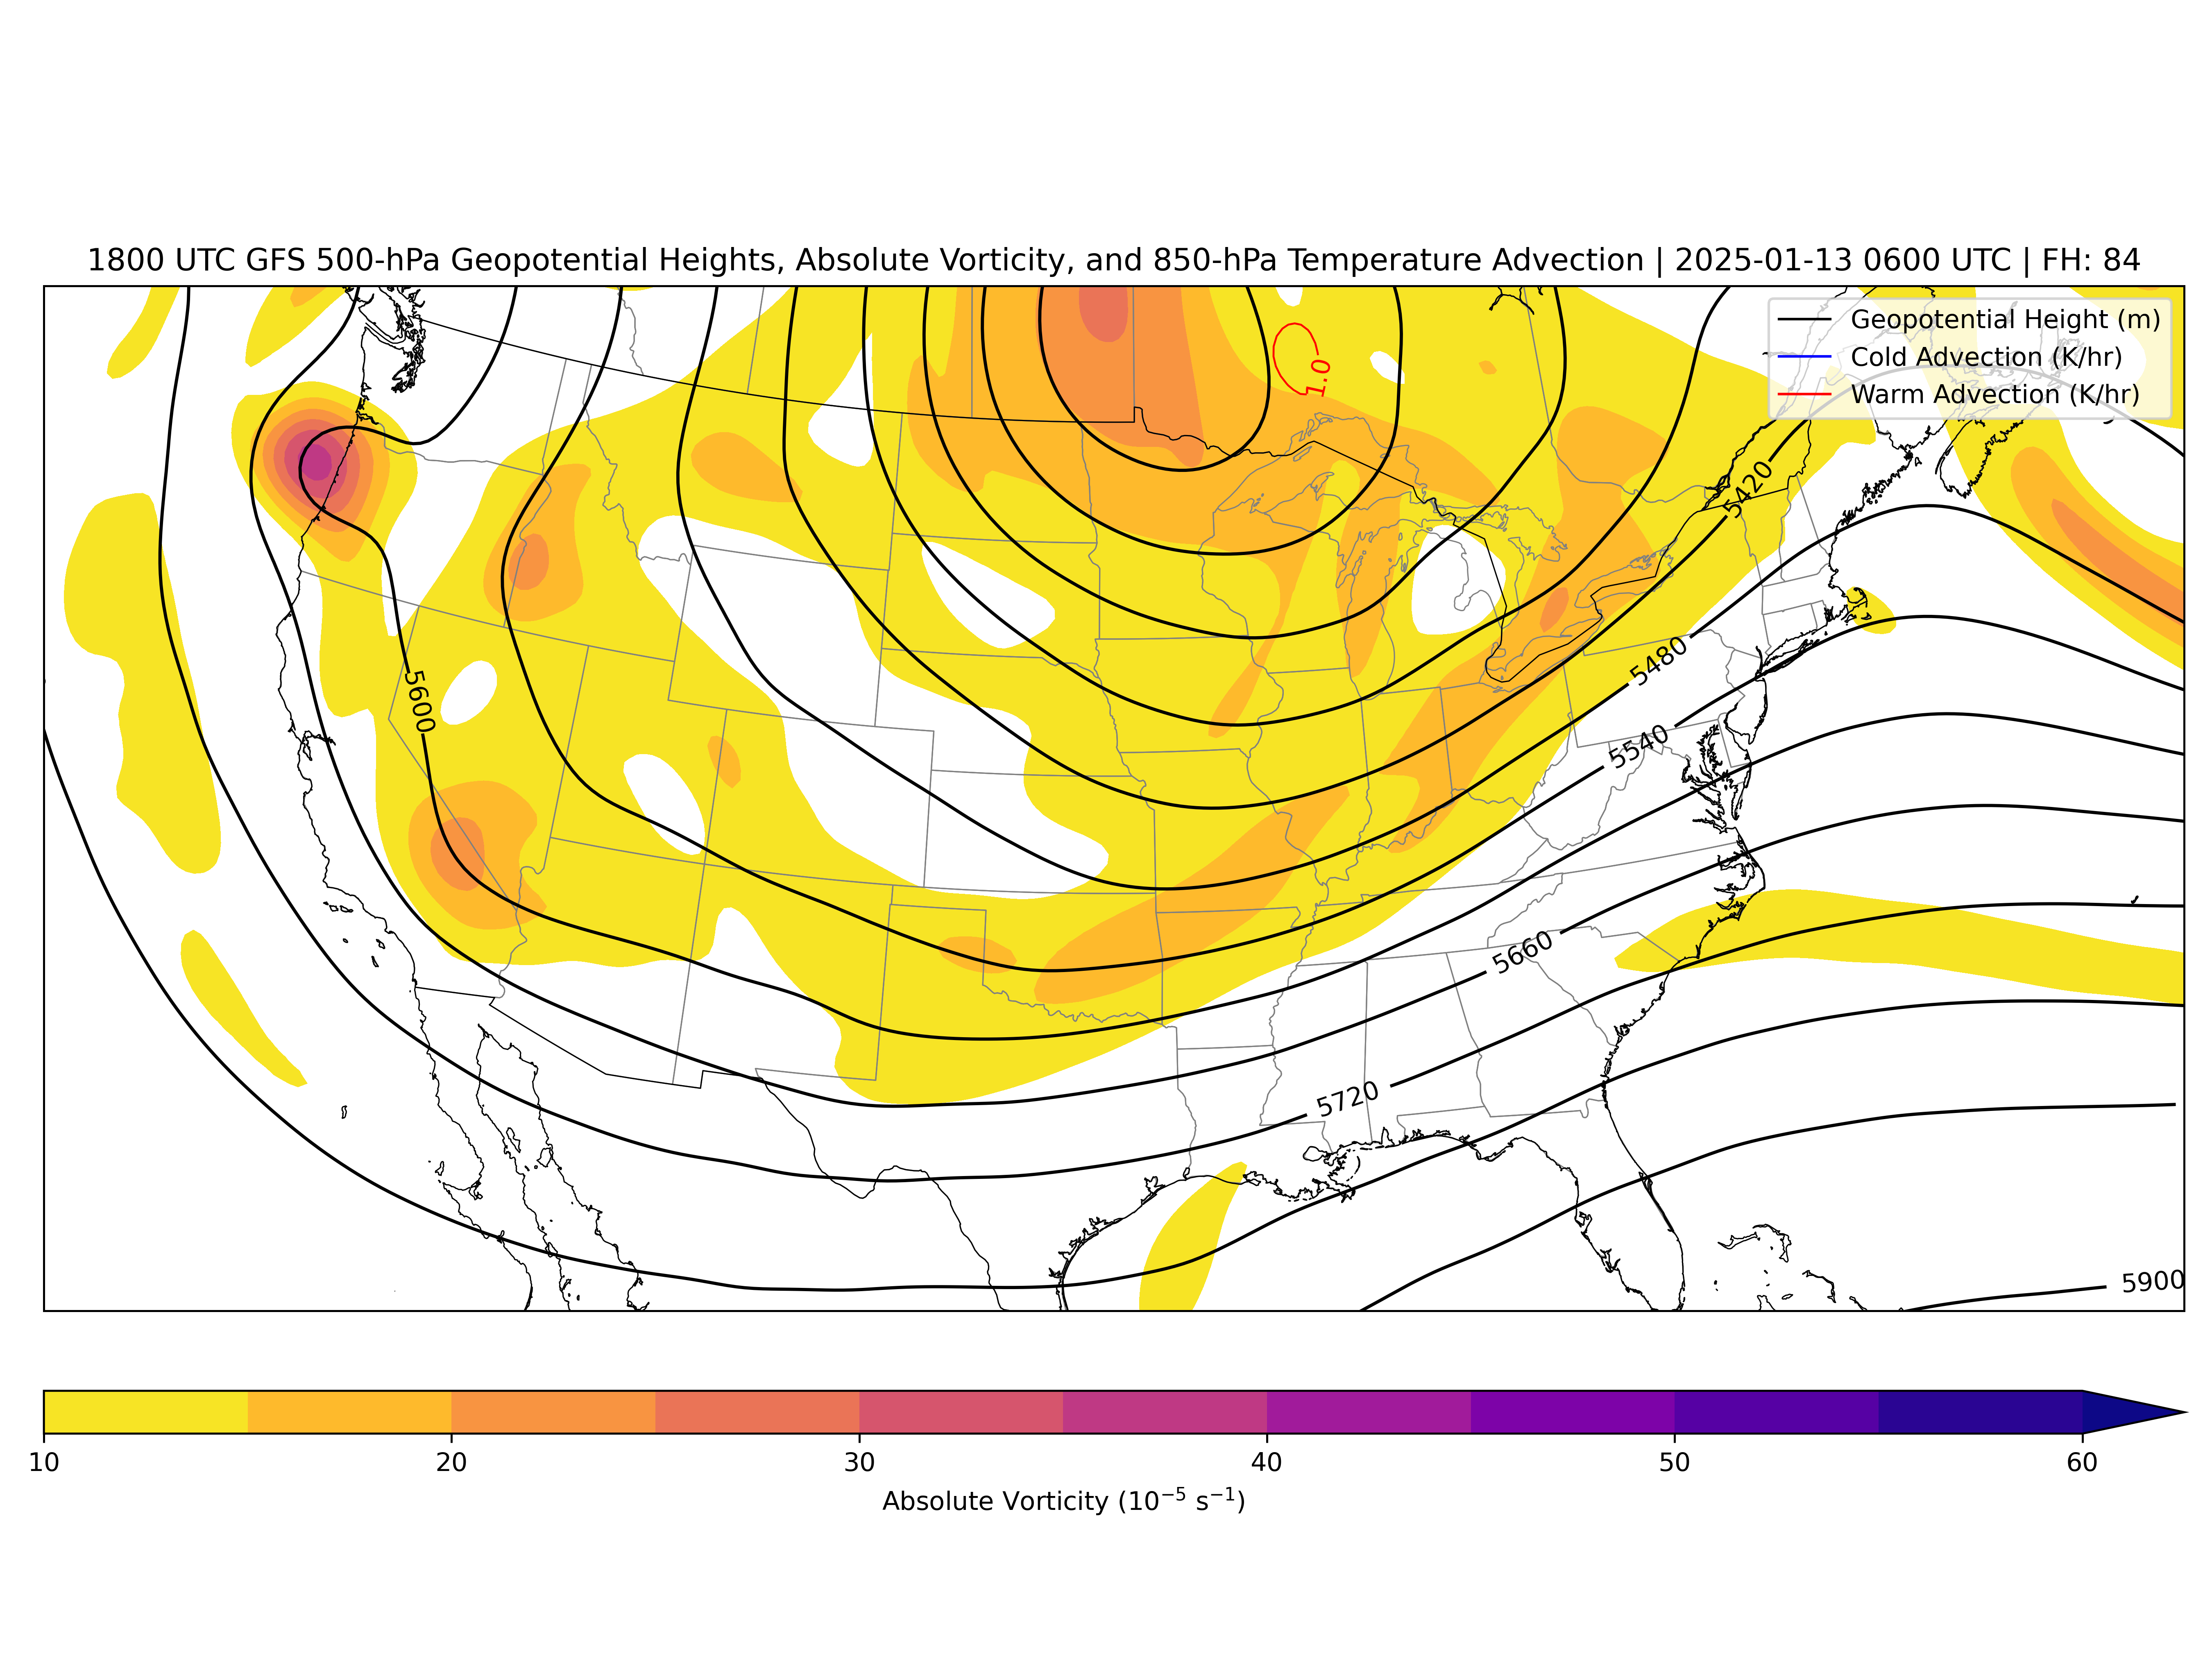 1800 UTC GFS 500-hPa Geopotential Heights, Absolute Vorticity, and 850-hPa Temperature Advection | 2025-01-13 0600 UTC | FH: 84
Geopotential Height (m)
Cold Advection (K/hr)
Warm Advection (K/hr)
1.0
5420
5480
5600
5540
5660
5720
5900
10 20 30 40 50 60
Absolute Vorticity (10⁻⁵ s⁻¹)